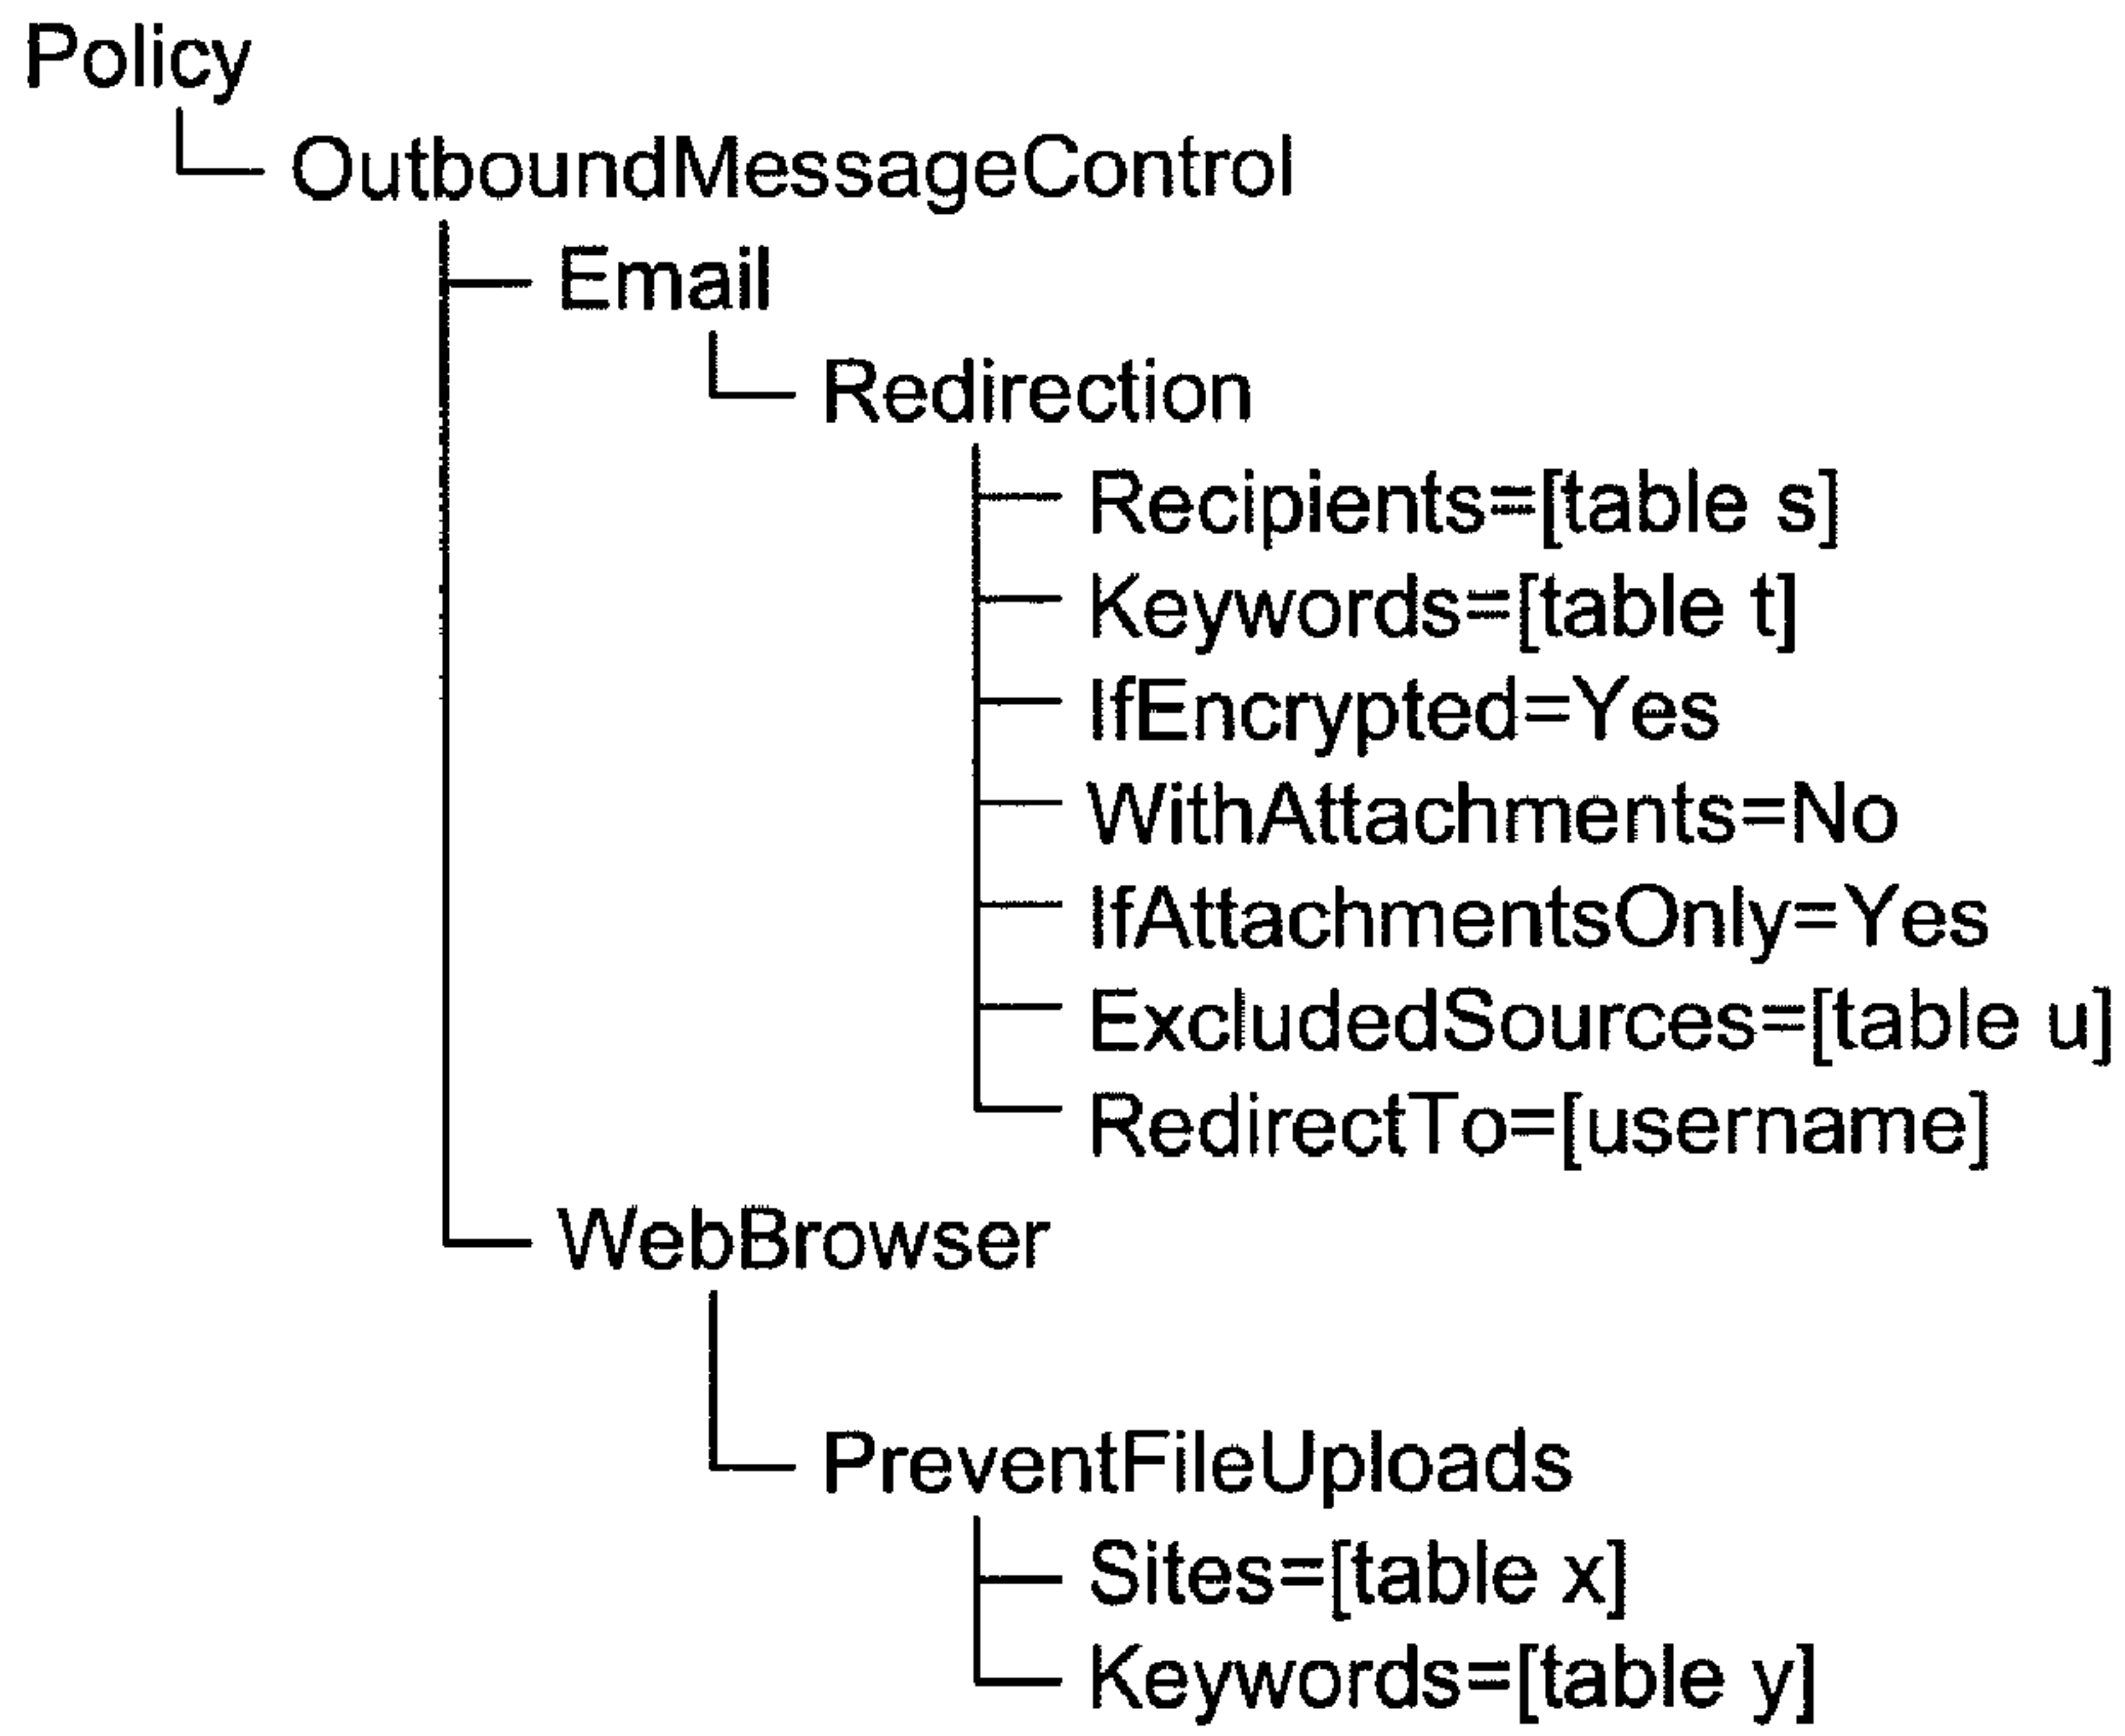 Policy
OutboundMessageControl
Email
Redirection
Recipients=[table s]
Keywords=[table t]
IfEncrypted=Yes
WithAttachments=No
IfAttachmentsOnly=Yes
ExcludedSources=[table u]
RedirectTo=[username]
WebBrowser
PreventFileUploads
Sites=[table x]
Keywords=[table y]